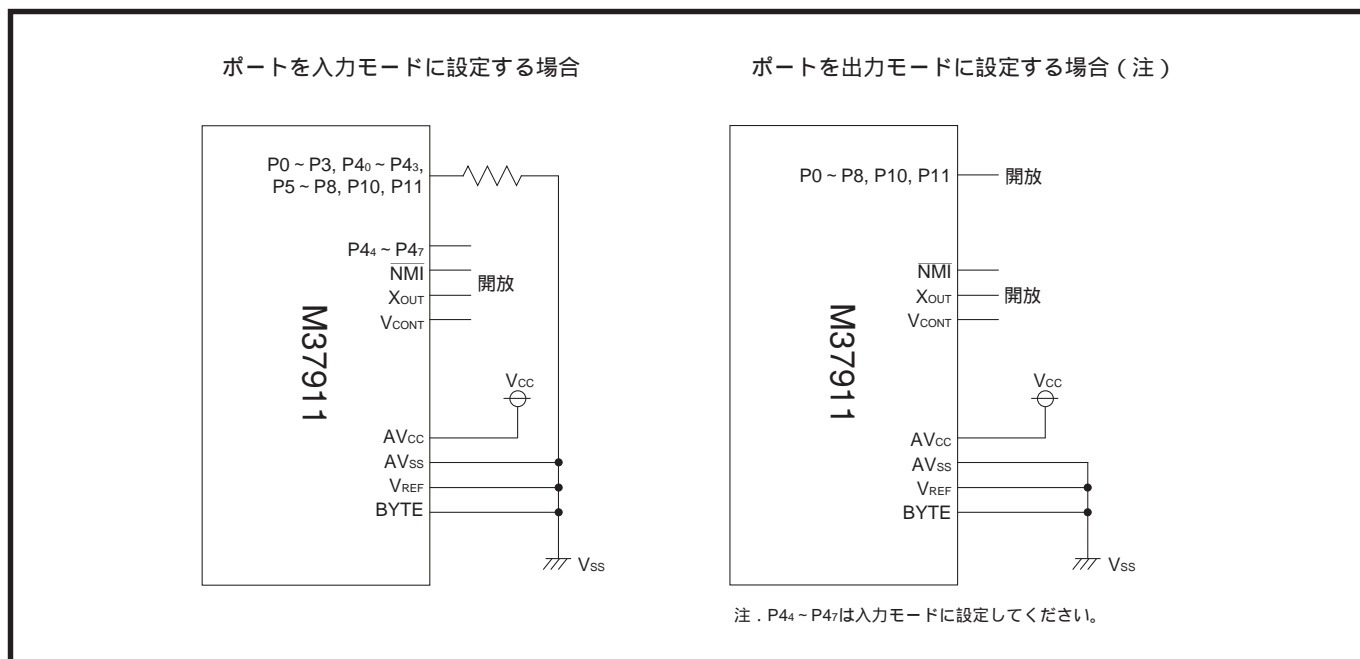 ポートを入力モードに設定する場合
P0 ~ P3, P40 ~ P43,
P5 ~ P8, P10, P11
P44 ~ P47
NMI
XOUT
VCONT
開放
M37911
VCC
AVCC
AVSS
VREF
BYTE
VSS
ポートを出力モードに設定する場合(注)
P0 ~ P8, P10, P11
開放
NMI
XOUT
開放
VCONT
M37911
VCC
AVCC
AVSS
VREF
BYTE
VSS
注.P44 ~ P47は入力モードに設定してください。